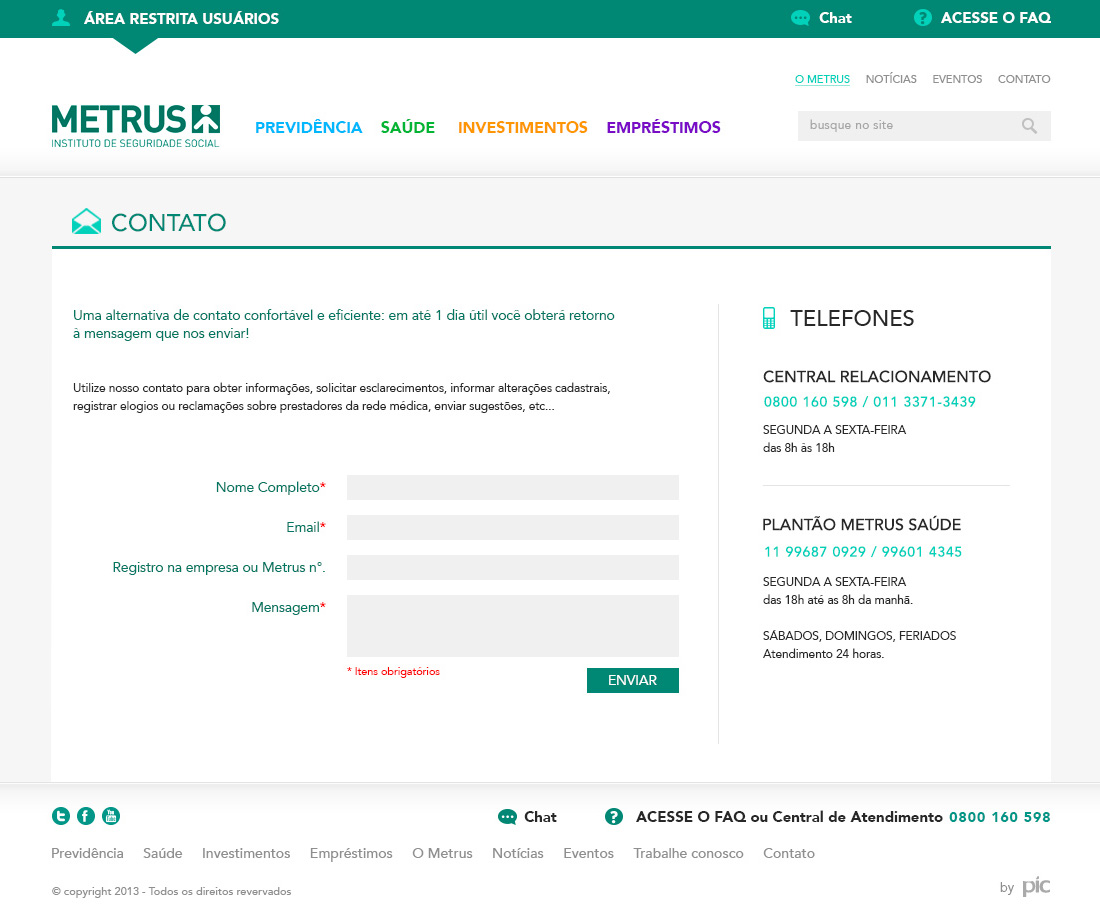 ÁREA RESTRITA USUÁRIOS
Chat
ACESSE O FAQ
O METRUS NOTÍCIAS EVENTOS CONTATO
METRUS
INSTITUTO DE SEGURIDADE SOCIAL
PREVIDÊNCIA SAÚDE INVESTIMENTOS EMPRÉSTIMOS
busque no site
CONTATO
Uma alternativa de contato confortável e eficiente: em até 1 dia útil você obterá retorno
à mensagem que nos enviar!
Utilize nosso contato para obter informações, solicitar esclarecimentos, informar alterações cadastrais,
registrar elogios ou reclamações sobre prestadores da rede médica, enviar sugestões, etc...
Nome Completo*
Email*
Registro na empresa ou Metrus n°.
Mensagem*
* Itens obrigatórios
ENVIAR
TELEFONES
CENTRAL RELACIONAMENTO
0800 160 598 / 011 3371-3439
SEGUNDA A SEXTA-FEIRA
das 8h às 18h
PLANTÃO METRUS SAÚDE
11 99687 0929 / 99601 4345
SEGUNDA A SEXTA-FEIRA
das 18h até as 8h da manhã.
SÁBADOS, DOMINGOS, FERIADOS
Atendimento 24 horas.
Chat
ACESSE O FAQ ou Central de Atendimento 0800 160 598
Previdência Saúde Investimentos Empréstimos O Metrus Notícias Eventos Trabalhe conosco Contato
© copyright 2013 - Todos os direitos revervados
by pic